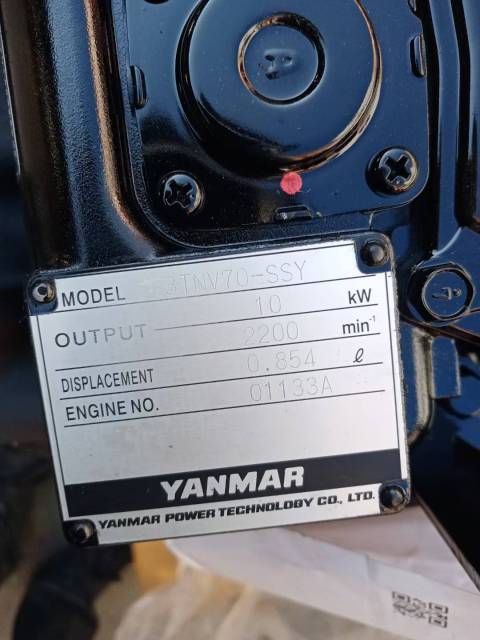 MODEL 3TNV70-SSY
10 kW
OUTPUT 2200 min⁻¹
DISPLACEMENT 0.854 ℓ
ENGINE NO. 01133A
YANMAR
YANMAR POWER TECHNOLOGY CO., LTD.